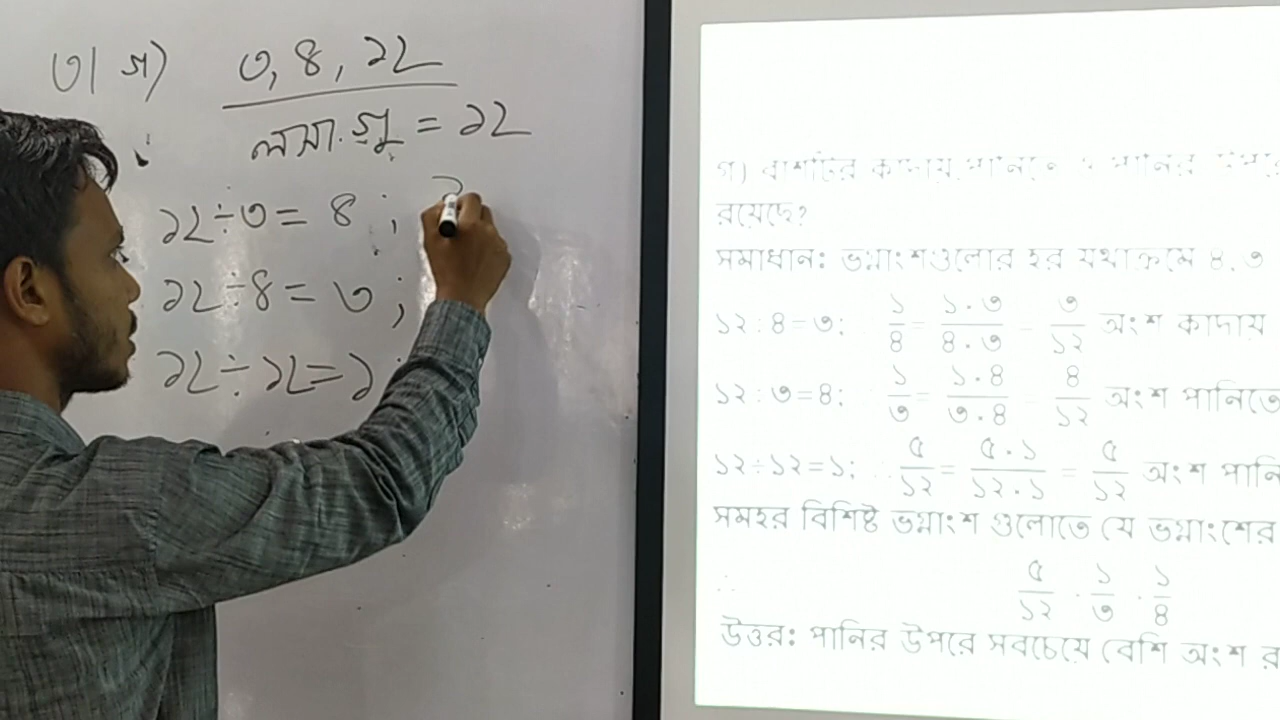 ৩। গ)
৩, ৪, ১২
ল.সা.গু = ১২
১২÷৩ = ৪ ;
১২÷৪ = ৩ ;
১২÷১২ = ১ ;
গ) বাঁশটির কাদায়, পানিতে ও পানির উপরে
রয়েছে?
সমাধান: ভগ্নাংশগুলোর হর যথাক্রমে ৪, ৩
১২÷৪=৩; ∴ ১/৪ = ১×৩/৪×৩ = ৩/১২ অংশ কাদায়
১২÷৩=৪; ∴ ১/৩ = ১×৪/৩×৪ = ৪/১২ অংশ পানিতে
১২÷১২=১; ∴ ৫/১২ = ৫×১/১২×১ = ৫/১২ অংশ পানি
সমহর বিশিষ্ট ভগ্নাংশ গুলোতে যে ভগ্নাংশের
∴ ৫/১২ > ১/৩ > ১/৪
উত্তর: পানির উপরে সবচেয়ে বেশি অংশ র